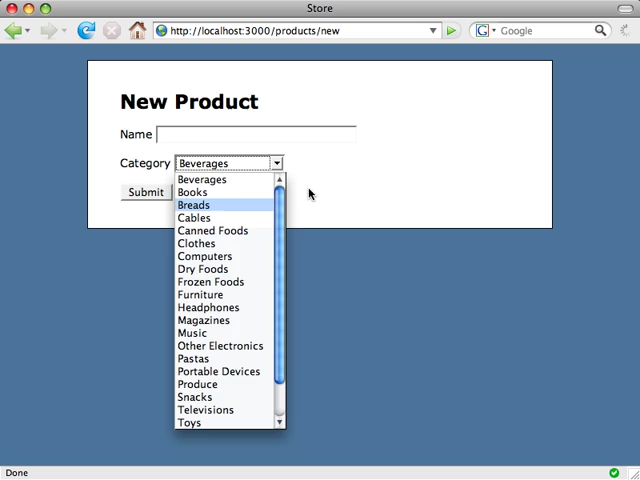 Store
http://localhost:3000/products/new
Google
New Product
Name
Category Beverages
Beverages
Submit
Books
Breads
Cables
Canned Foods
Clothes
Computers
Dry Foods
Frozen Foods
Furniture
Headphones
Magazines
Music
Other Electronics
Pastas
Portable Devices
Produce
Snacks
Televisions
Toys
Done